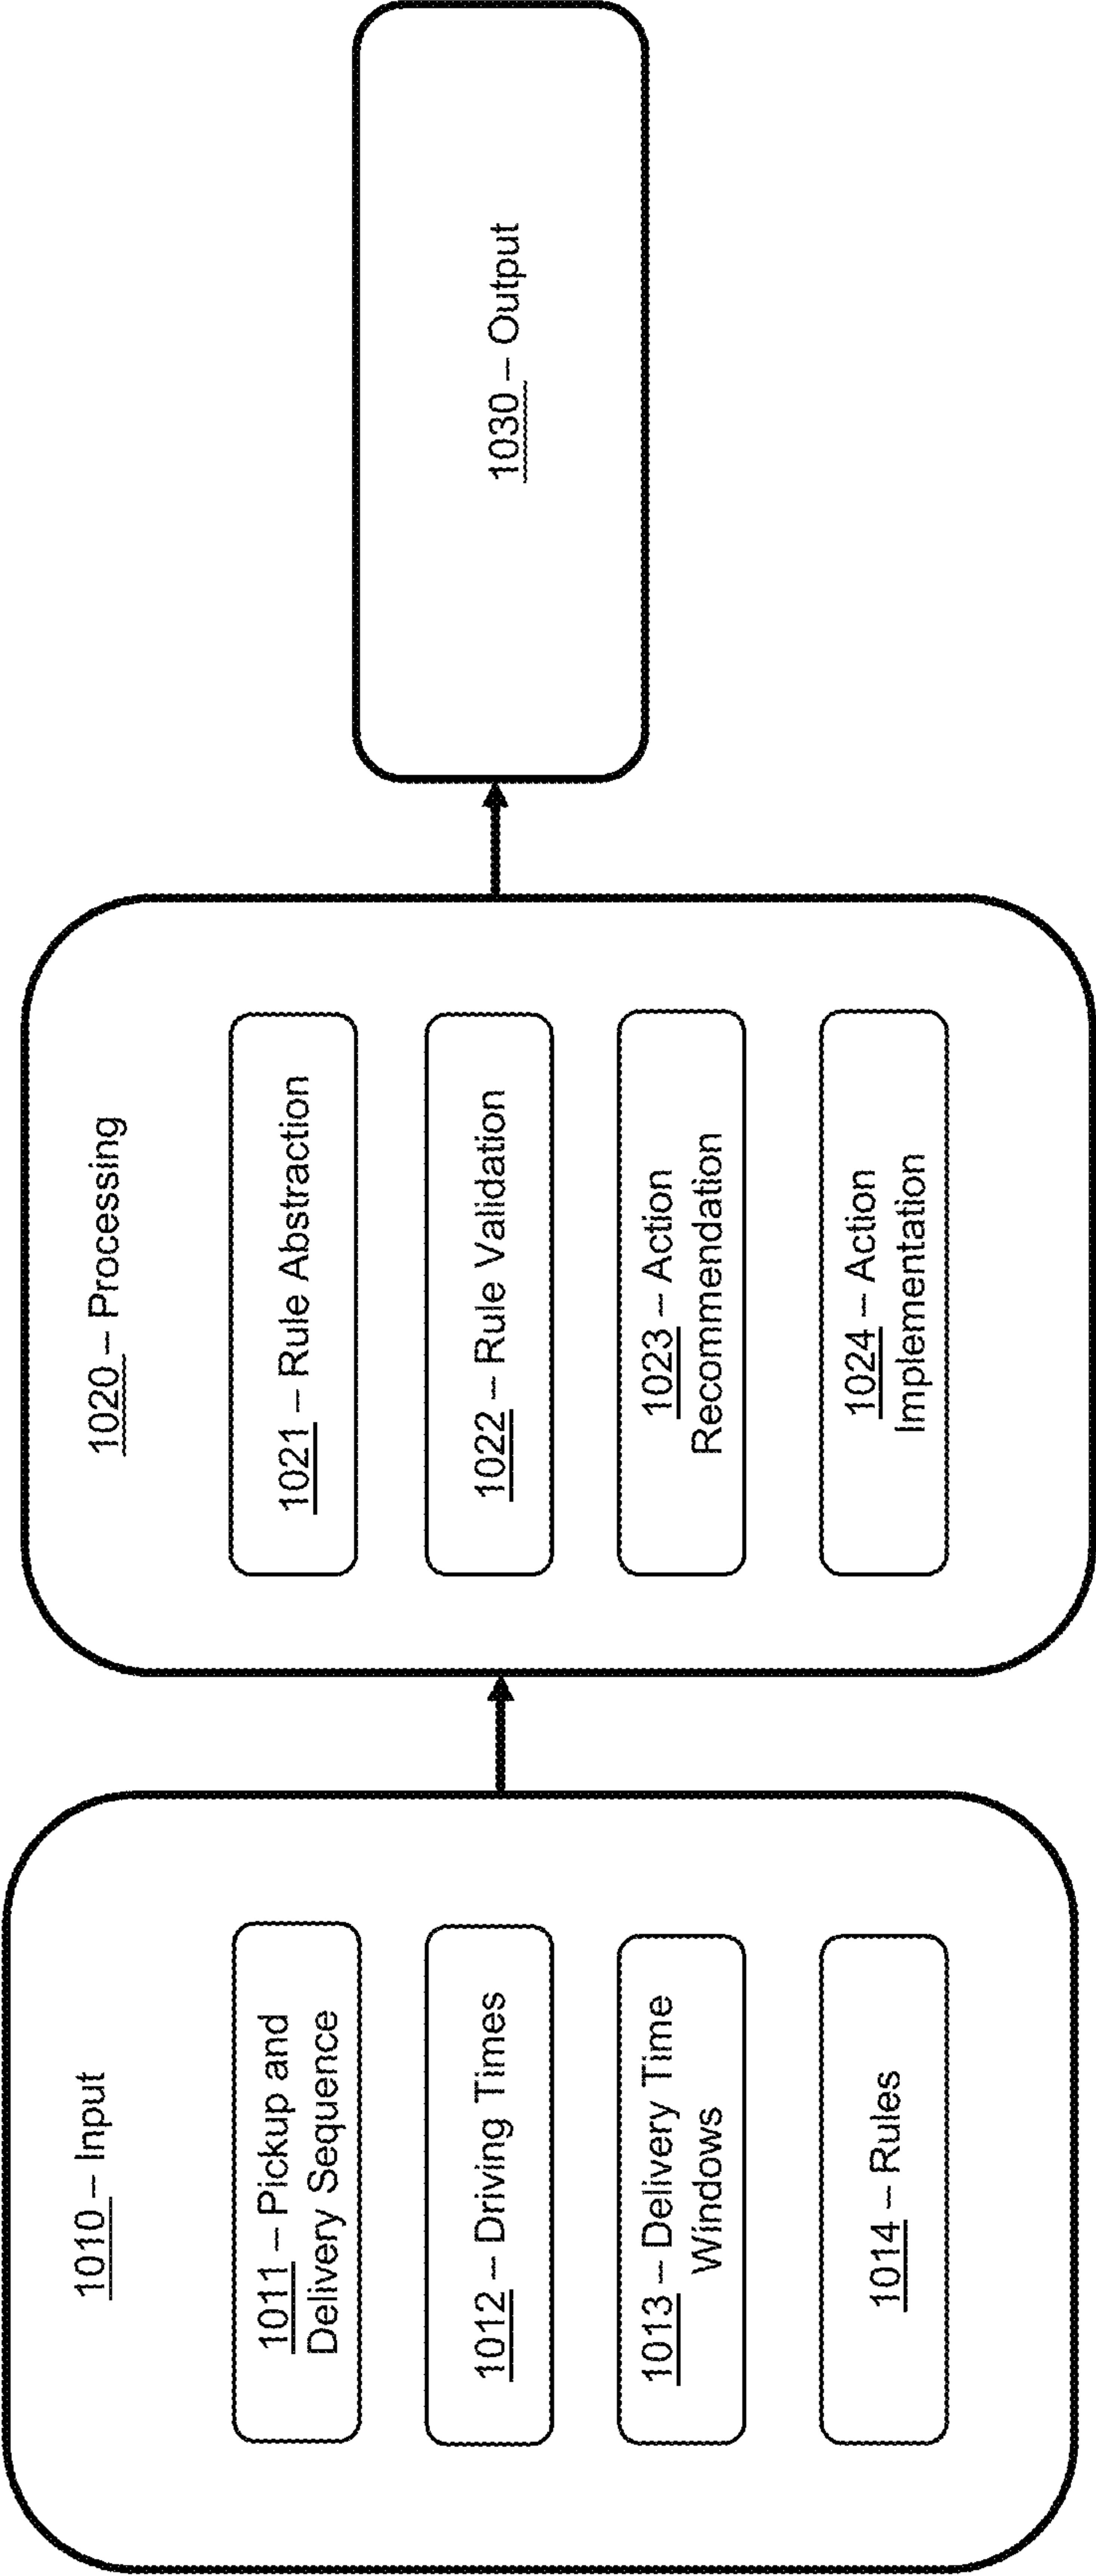 1010 – Input
1011 – Pickup and
Delivery Sequence
1012 – Driving Times
1013 – Delivery Time
Windows
1014 – Rules
1020 – Processing
1021 – Rule Abstraction
1022 – Rule Validation
1023 – Action
Recommendation
1024 – Action
Implementation
1030 – Output